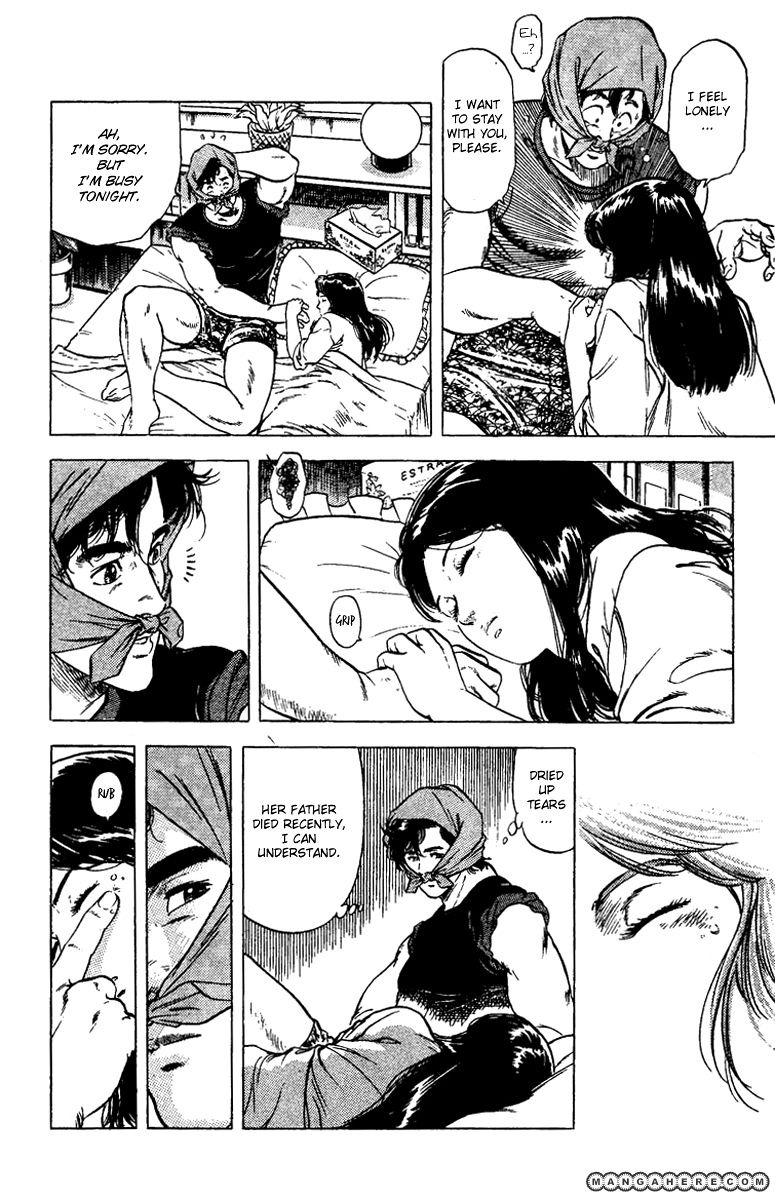 I FEEL
LONELY
...
Eh
...?
I WANT
TO STAY
WITH YOU,
PLEASE.
AH,
I'M SORRY.
BUT
I'M BUSY
TONIGHT.
ESTRA
GRIP
DRIED
UP
TEARS
...
HER FATHER
DIED RECENTLY,
I CAN
UNDERSTAND.
RUB
WWW.
MANGAHERE.COM